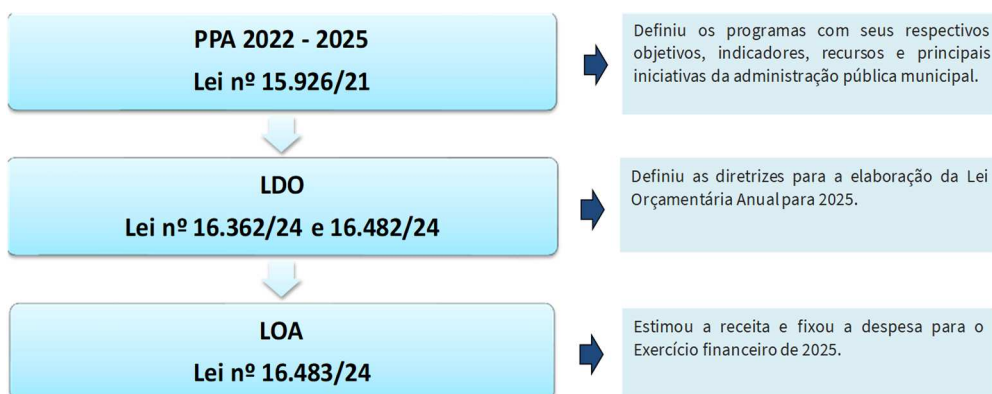 PPA 2022 - 2025
Lei nº 15.926/21
Definiu os programas com seus respectivos
objetivos, indicadores, recursos e principais
iniciativas da administração pública municipal.
LDO
Lei nº 16.362/24 e 16.482/24
Definiu as diretrizes para a elaboração da Lei
Orçamentária Anual para 2025.
LOA
Lei nº 16.483/24
Estimou a receita e fixou a despesa para o
Exercício financeiro de 2025.